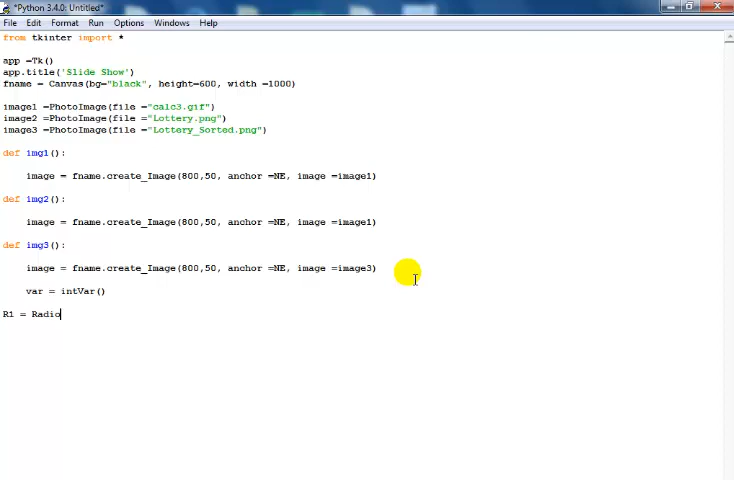 *Python 3.4.0: Untitled*
File Edit Format Run Options Windows Help
from tkinter import *
app =Tk()
app.title('Slide Show')
fname = Canvas(bg="black", height=600, width =1000)
image1 =PhotoImage(file ="calc3.gif")
image2 =PhotoImage(file ="Lottery.png")
image3 =PhotoImage(file ="Lottery_Sorted.png")
def img1():
image = fname.create_Image(800,50, anchor =NE, image =image1)
def img2():
image = fname.create_Image(800,50, anchor =NE, image =image1)
def img3():
image = fname.create_Image(800,50, anchor =NE, image =image3)
var = intVar()
R1 = Radio